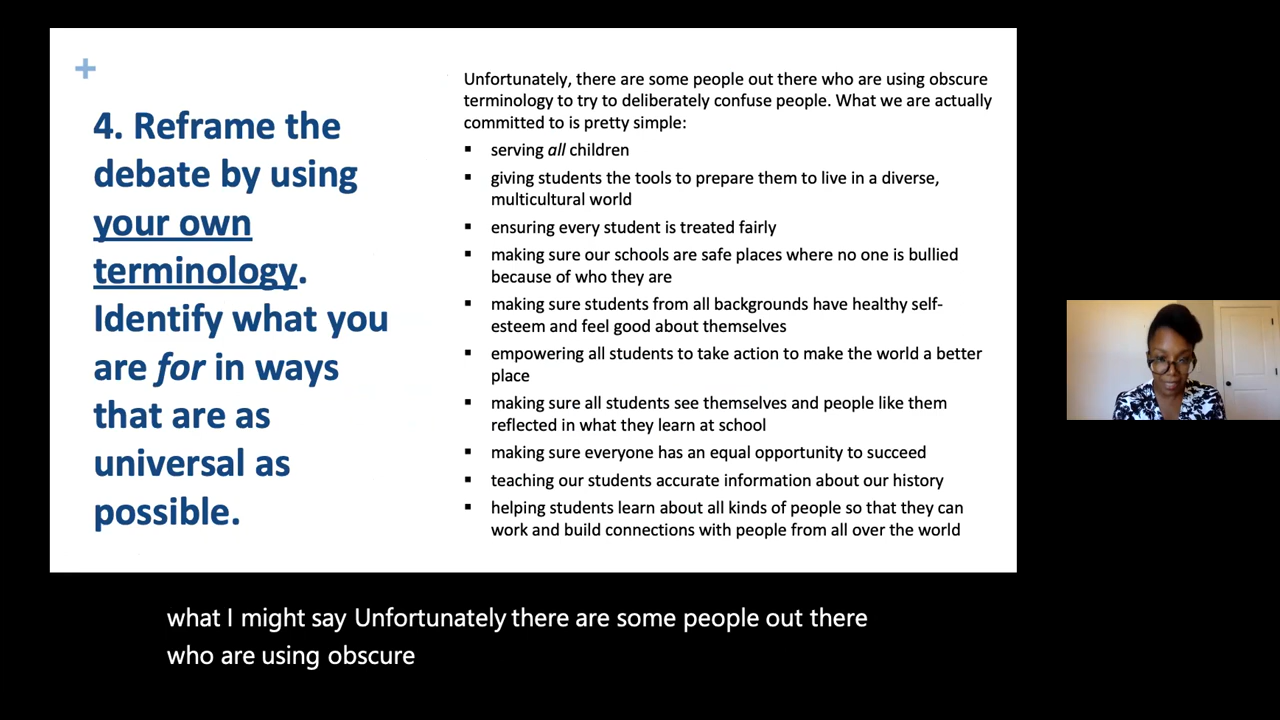 +
4. Reframe the
debate by using
your own
terminology.
Identify what you
are for in ways
that are as
universal as
possible.
Unfortunately, there are some people out there who are using obscure
terminology to try to deliberately confuse people. What we are actually
committed to is pretty simple:
▪ serving all children
▪ giving students the tools to prepare them to live in a diverse,
multicultural world
▪ ensuring every student is treated fairly
▪ making sure our schools are safe places where no one is bullied
because of who they are
▪ making sure students from all backgrounds have healthy self-
esteem and feel good about themselves
▪ empowering all students to take action to make the world a better
place
▪ making sure all students see themselves and people like them
reflected in what they learn at school
▪ making sure everyone has an equal opportunity to succeed
▪ teaching our students accurate information about our history
▪ helping students learn about all kinds of people so that they can
work and build connections with people from all over the world
what I might say Unfortunately there are some people out there
who are using obscure